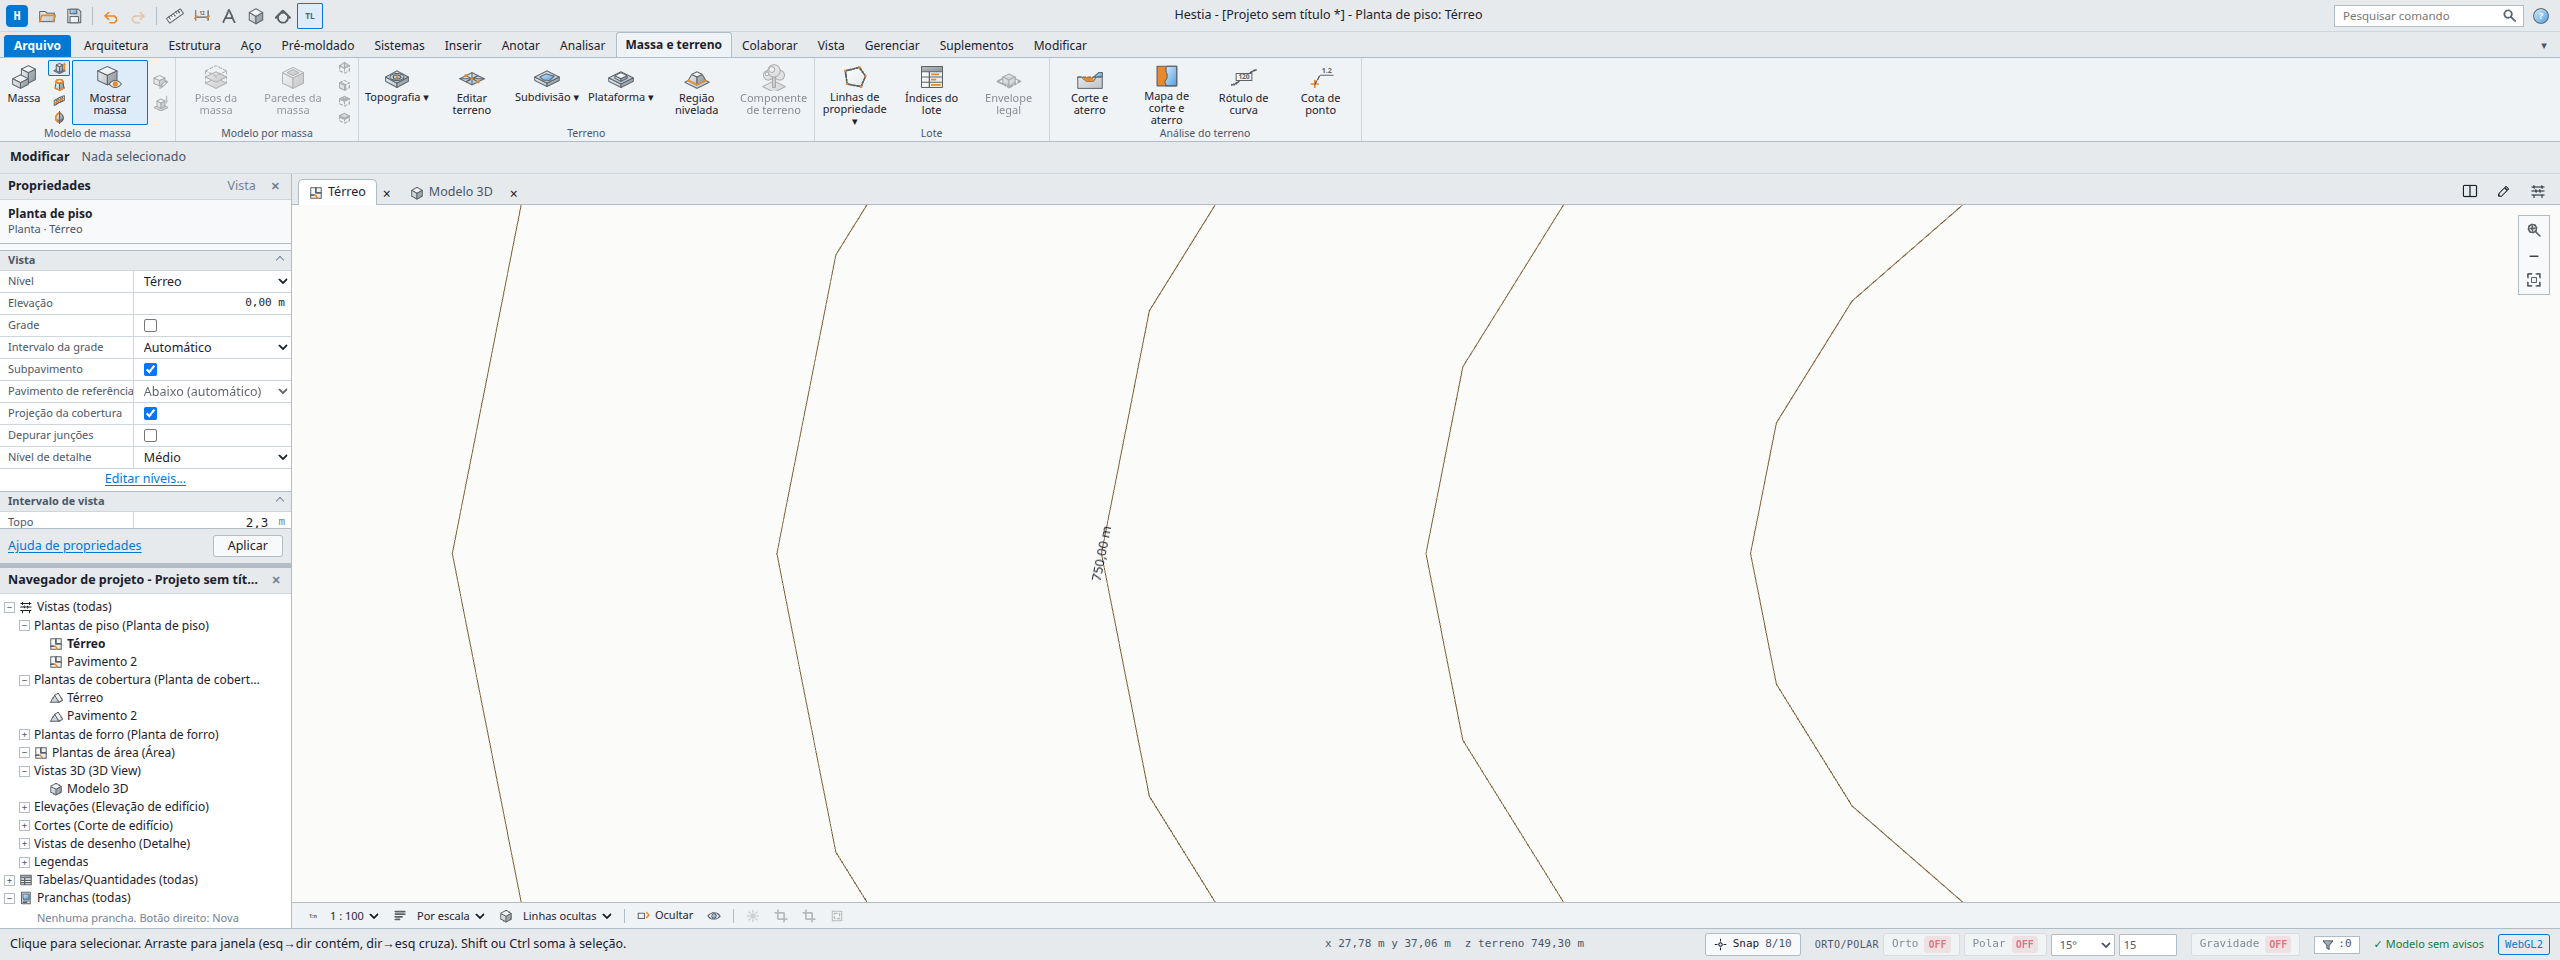 H
TL
Hestia - [Projeto sem título *] - Planta de piso: Térreo
Pesquisar comando
?
Arquivo Arquitetura Estrutura Aço Pré-moldado Sistemas Inserir Anotar Analisar Massa e terreno Colaborar Vista Gerenciar Suplementos Modificar
Massa
Mostrar massa
Pisos da massa
Paredes da massa
Topografia ▾
Editar terreno
Subdivisão ▾
Plataforma ▾
Região nivelada
Componente de terreno
Linhas de propriedade ▾
Índices do lote
Envelope legal
Corte e aterro
Mapa de corte e aterro
120
Rótulo de curva
1.2
Cota de ponto
Modelo de massa
Modelo por massa
Terreno
Lote
Análise do terreno
Modificar Nada selecionado
Propriedades Vista ×
Térreo × Modelo 3D ×
Planta de piso
Planta · Térreo
Vista
Nível Térreo
Elevação 0,00 m
Grade
Intervalo da grade Automático
Subpavimento
Pavimento de referência Abaixo (automático)
Projeção da cobertura
Depurar junções
Nível de detalhe Médio
Editar níveis...
Intervalo de vista
Topo 2,3 m
Ajuda de propriedades Aplicar
750,00 m
Navegador de projeto - Projeto sem tít... ×
Vistas (todas)
Plantas de piso (Planta de piso)
Térreo
Pavimento 2
Plantas de cobertura (Planta de cobert...
Térreo
Pavimento 2
Plantas de forro (Planta de forro)
Plantas de área (Área)
Vistas 3D (3D View)
Modelo 3D
Elevações (Elevação de edifício)
Cortes (Corte de edifício)
Vistas de desenho (Detalhe)
Legendas
Tabelas/Quantidades (todas)
Pranchas (todas)
Nenhuma prancha. Botão direito: Nova
1 : 100 Por escala Linhas ocultas Ocultar
Clique para selecionar. Arraste para janela (esq→dir contém, dir→esq cruza). Shift ou Ctrl soma à seleção.
x 27,78 m y 37,06 m z terreno 749,30 m
Snap 8/10 ORTO/POLAR Orto OFF Polar OFF 15° 15 Gravidade OFF :0 ✓ Modelo sem avisos WebGL2